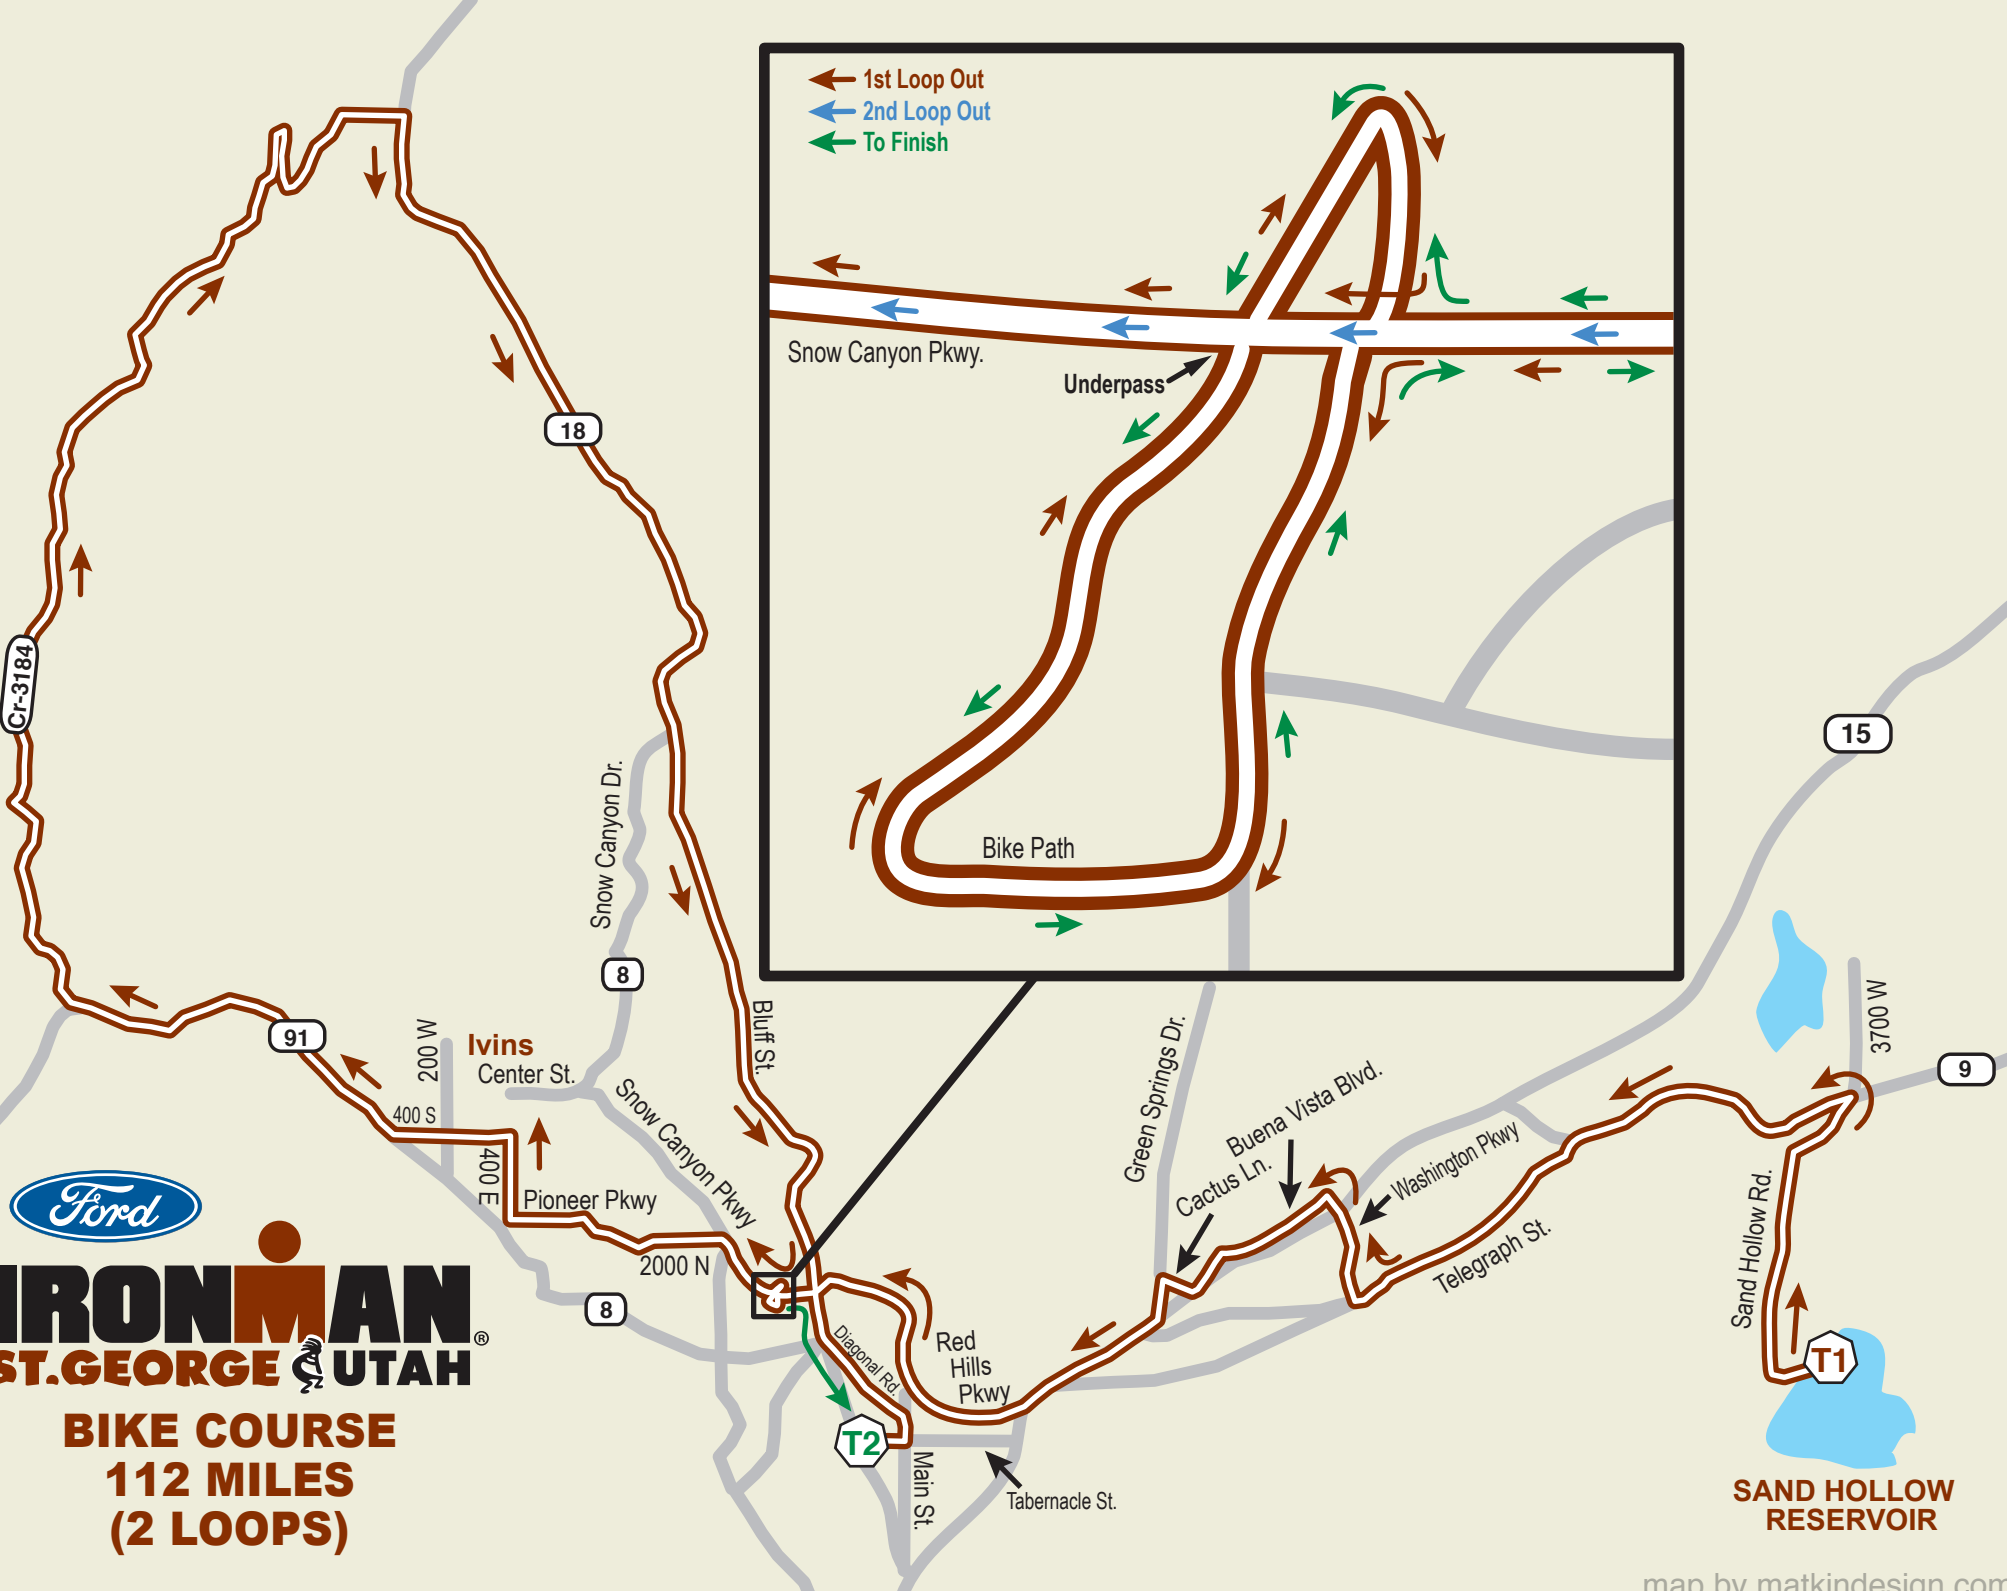 1st Loop Out
2nd Loop Out
To Finish
Snow Canyon Pkwy.
Underpass
Bike Path
18
Cr-3184
15
Snow Canyon Dr.
8
Bluff St.
91
200 W
Ivins
Center St.
400 S
400 E
Snow Canyon Pkwy
Pioneer Pkwy
2000 N
8
Green Springs Dr.
Buena Vista Blvd.
Cactus Ln.
Washington Pkwy
Telegraph St.
3700 W
9
Sand Hollow Rd.
T1
Diagonal Rd.
Red
Hills
Pkwy
T2
Main St.
Tabernacle St.
Ford
IRONMAN®
ST.GEORGE UTAH
BIKE COURSE
112 MILES
(2 LOOPS)
SAND HOLLOW
RESERVOIR
map by matkindesign.com